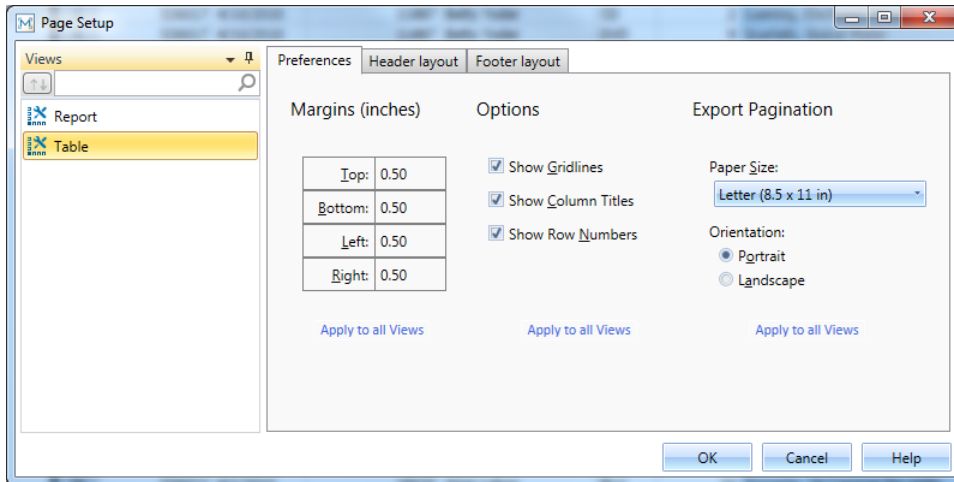 Page Setup
Views
Report
Table
Preferences Header layout Footer layout
Margins (inches) Options Export Pagination
Top: 0.50
Bottom: 0.50
Left: 0.50
Right: 0.50
Show Gridlines
Show Column Titles
Show Row Numbers
Paper Size:
Letter (8.5 x 11 in)
Orientation:
Portrait
Landscape
Apply to all Views Apply to all Views Apply to all Views
OK Cancel Help